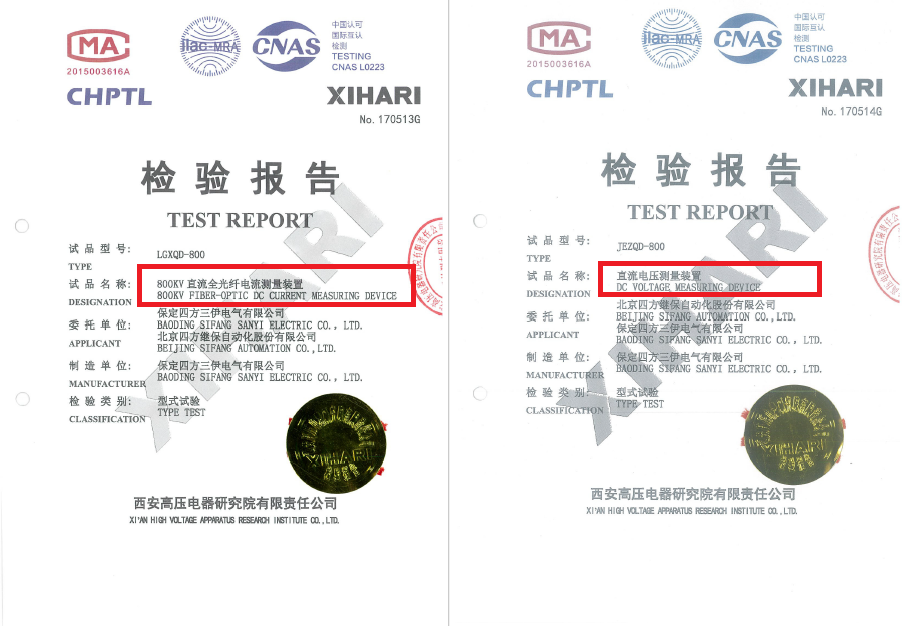 MA
2015003616A
ilac-MRA
CNAS
中国认可
国际互认
检测
TESTING
CNAS L0223
CHPTL
XIHARI
No. 170513G
检验报告
TEST REPORT
试品型号: LGXQD-800
TYPE
试品名称: 800KV 直流全光纤电流测量装置
DESIGNATION 800KV FIBER-OPTIC DC CURRENT MEASURING DEVICE
保定四方三伊电气有限公司
委托单位: BAODING SIFANG SANYI ELECTRIC CO., LTD.
北京四方继保自动化股份有限公司
APPLICANT BEIJING SIFANG AUTOMATION CO.,LTD.
制造单位: 保定四方三伊电气有限公司
BAODING SIFANG SANYI ELECTRIC CO., LTD.
MANUFACTURER
检验类别: 型式试验
TYPE TEST
CLASSIFICATION
XIHARI
XIHARI
西安高压电器研究院有限责任公司
XI'AN HIGH VOLTAGE APPARATUS RESEARCH INSTITUTE CO., LTD.
MA
2015003616A
ilac-MRA
CNAS
中国认可
国际互认
检测
TESTING
CNAS L0223
CHPTL
XIHARI
No. 170514G
检验报告
TEST REPORT
试品型号: JEZQD-800
TYPE
试品名称: 直流电压测量装置
DC VOLTAGE MEASURING DEVICE
DESIGNATION
北京四方继保自动化股份有限公司
委托单位: BEIJING SIFANG AUTOMATION CO., LTD.
保定四方三伊电气有限公司
APPLICANT BAODING SIFANG SANYI ELECTRIC CO., LTD.
制造单位: 保定四方三伊电气有限公司
BAODING SIFANG SANYI ELECTRIC CO., LTD.
MANUFACTURER
检验类别: 型式试验
TYPE TEST
CLASSIFICATION
XIHARI
XIHARI
西安高压电器研究院有限责任公司
XI'AN HIGH VOLTAGE APPARATUS RESEARCH INSTITUTE CO., LTD.